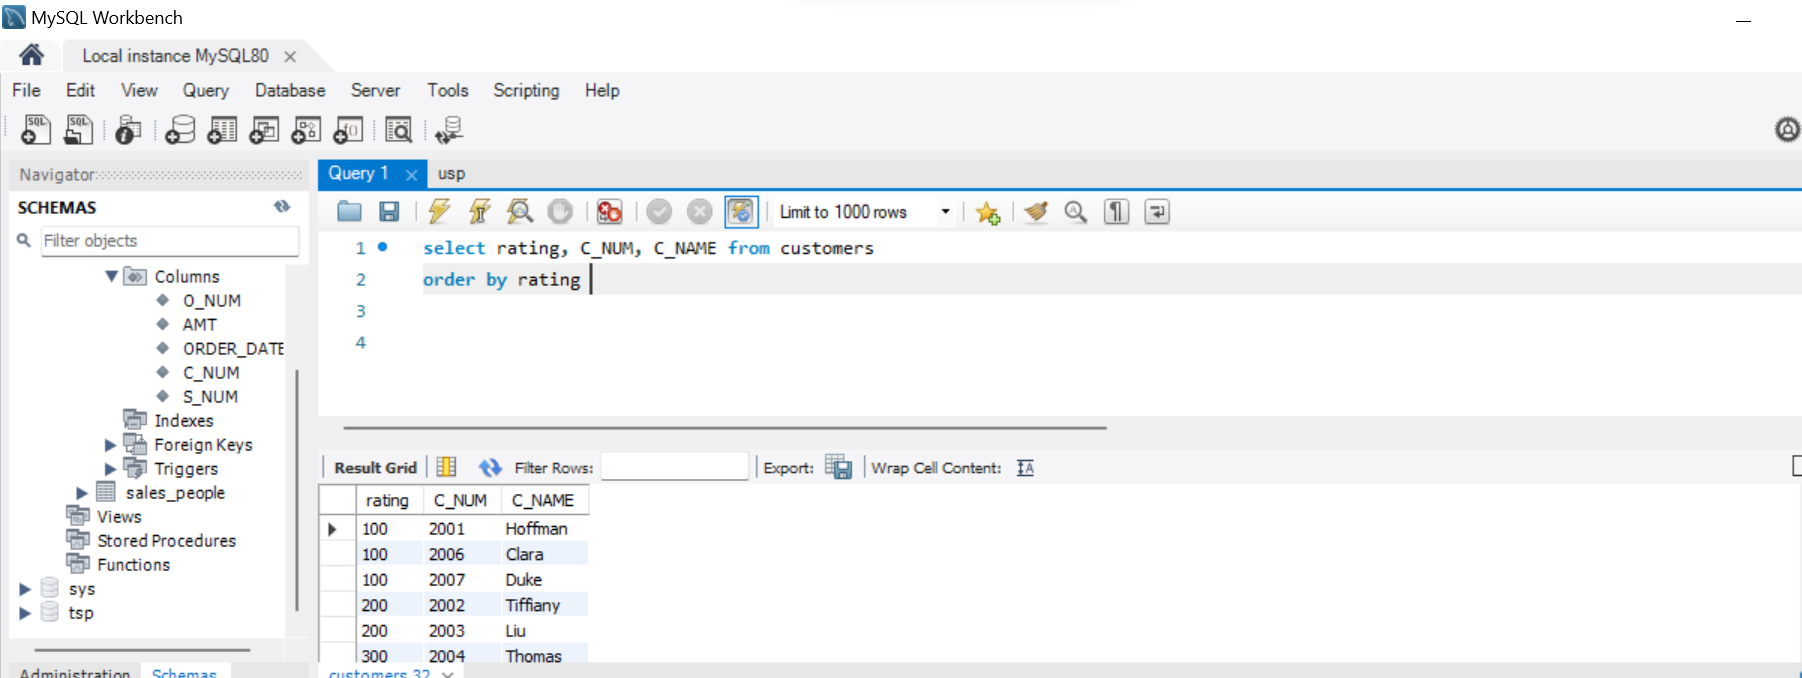 MySQL Workbench
Local instance MySQL80
File Edit View Query Database Server Tools Scripting Help
Navigator
SCHEMAS
Filter objects
Columns
O_NUM
AMT
ORDER_DATE
C_NUM
S_NUM
Indexes
Foreign Keys
Triggers
sales_people
Views
Stored Procedures
Functions
sys
tsp
Administration Schemas
Query 1 usp
Limit to 1000 rows
1 select rating, C_NUM, C_NAME from customers
2 order by rating
3
4
Result Grid Filter Rows: Export: Wrap Cell Content:
rating C_NUM C_NAME
100 2001 Hoffman
100 2006 Clara
100 2007 Duke
200 2002 Tiffiany
200 2003 Liu
300 2004 Thomas
customers 32